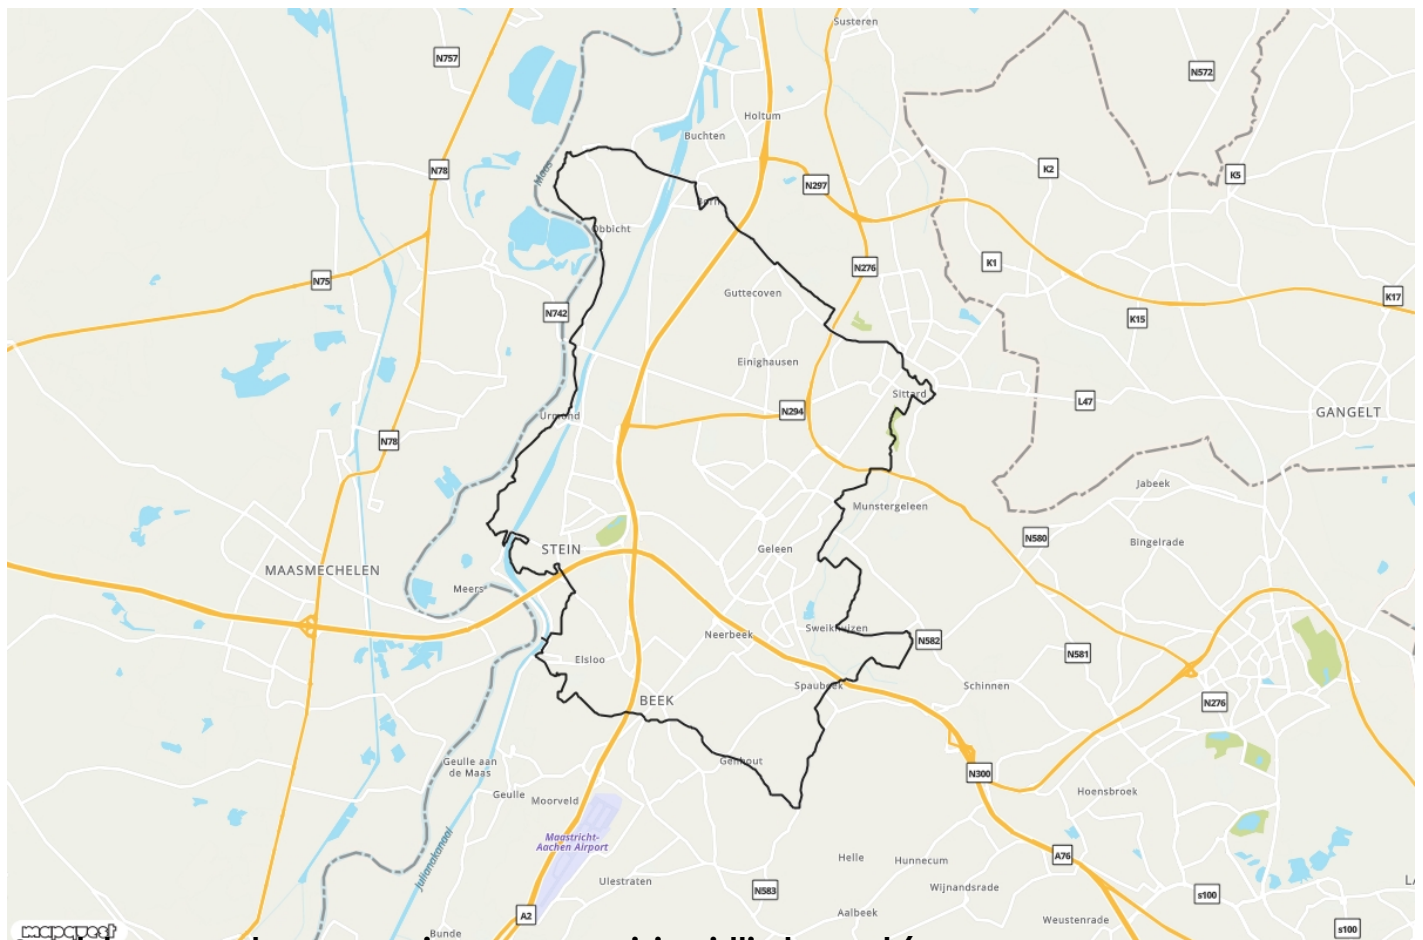 Susteren
N757
N572
Holtum
Buchten
N78
Maas
K2
K5
N297
Born
Obbicht
K1
N276
N75
Guttecoven
K17
N742
K15
Einighausen
Sittard
L47
N294
GANGELT
Urmond
N78
Jabeek
Munstergeleen
N580
Bingelrade
STEIN
Geleen
MAASMECHELEN
Meers
Sweikhuizen
Neerbeek
N582
N581
Elsloo
Spaubeek
Schinnen
BEEK
N276
Genhout
Geulle aan
de Maas
N300
Hoensbroek
Geulle
Moorveld
Maastricht-
Aachen Airport
Julianakanaal
A76
Helle
Hunnecum
Ulestraten
N583
Wijnandsrade
s100
Aalbeek
Weustenrade
A2
Bunde
s100
mapquest